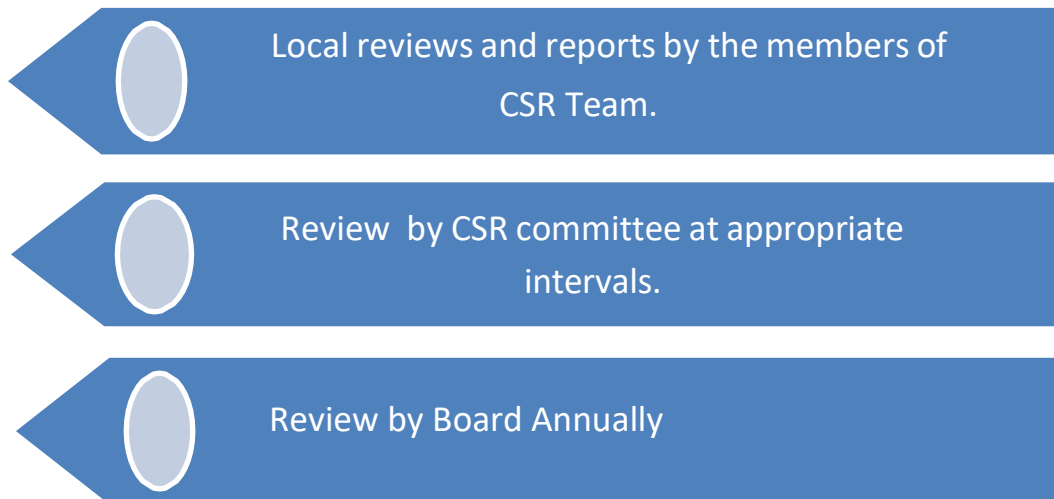 Local reviews and reports by the members of
CSR Team.
Review by CSR committee at appropriate
intervals.
Review by Board Annually